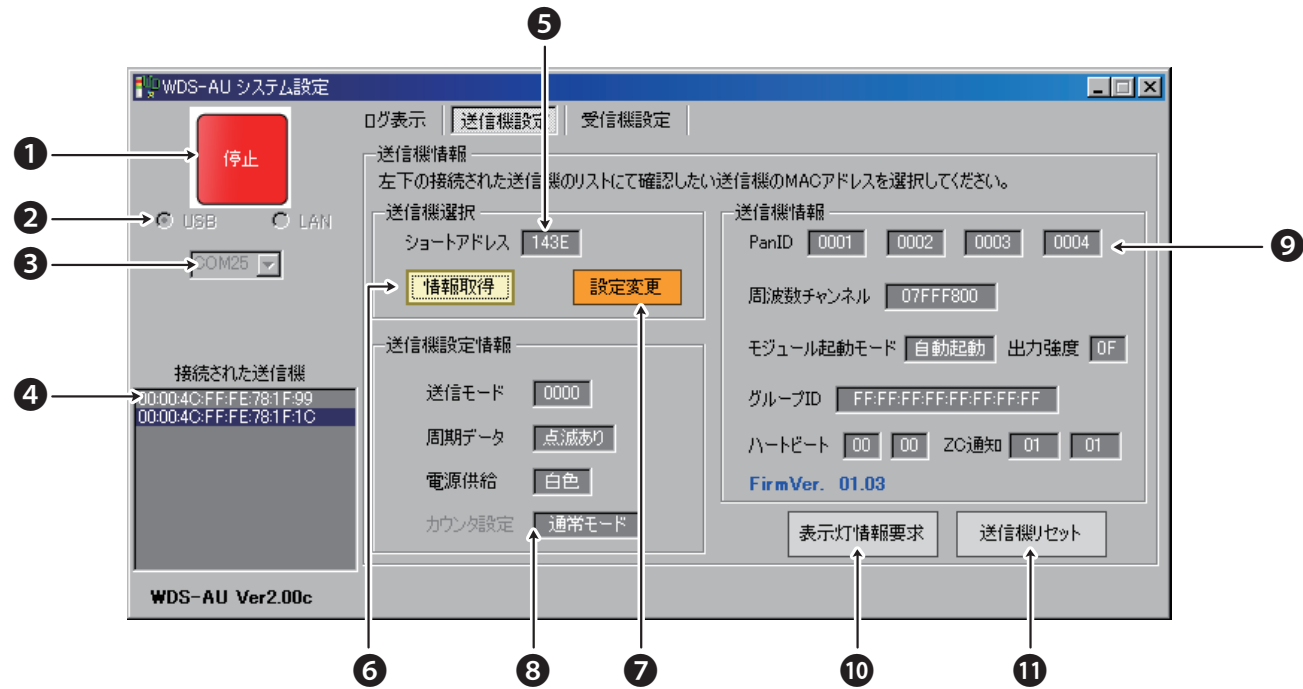 ❺
WDS-AU システム設定
ログ表示 送信機設定 受信機設定
❶
停止
送信機情報
左下の接続された送信機のリストにて確認したい送信機のMACアドレスを選択してください。
❷
USB LAN
❸
COM25
送信機選択
ショートアドレス 143E
❻
情報取得 設定変更
送信機設定情報
送信モード 0000
周期データ 点滅あり
電源供給 白色
カウンタ設定 通常モード
送信機情報
PanID 0001 0002 0003 0004
❾
周波数チャンネル 07FFF800
モジュール起動モード 自動起動 出力強度 0F
グループID FF:FF:FF:FF:FF:FF:FF:FF
ハートビート 00 00 ZC通知 01 01
FirmVer. 01.03
表示灯情報要求 送信機リセット
接続された送信機
❹
00:00:4C:FF:FE:78:1F:99
00:00:4C:FF:FE:78:1F:1C
WDS-AU Ver2.00c
❻ ❽ ❼ ❿ ⓫